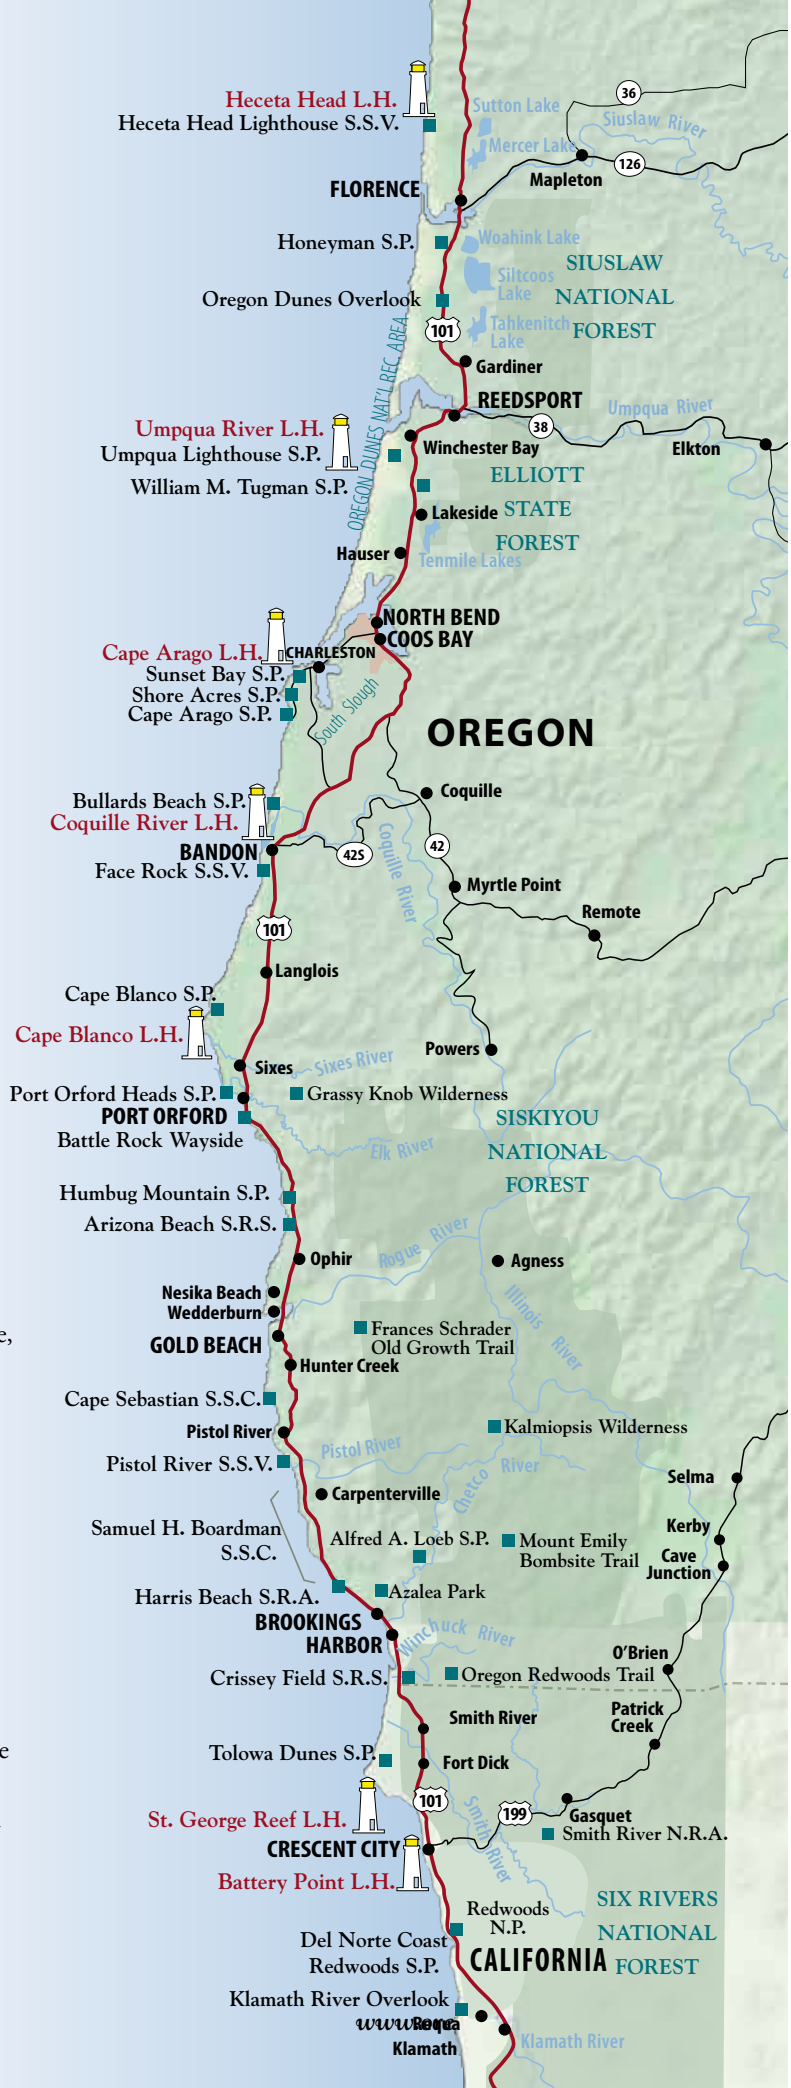 36
Heceta Head L.H.
Sutton Lake
Heceta Head Lighthouse S.S.V.
Siuslaw River
Mercer Lake
126
Mapleton
FLORENCE
Woahink Lake
Honeyman S.P.
SIUSLAW
NATIONAL
FOREST
Siltcoos
Lake
Oregon Dunes Overlook
Tahkenitch
Lake
101
Gardiner
OREGON DUNES NAT'L REC. AREA
REEDSPORT
Umpqua River
38
Umpqua River L.H.
Winchester Bay
Elkton
Umpqua Lighthouse S.P.
ELLIOTT
STATE
FOREST
William M. Tugman S.P.
Lakeside
Hauser
Tenmile Lakes
NORTH BEND
COOS BAY
Cape Arago L.H.
CHARLESTON
Sunset Bay S.P.
Shore Acres S.P.
Cape Arago S.P.
South Slough
OREGON
Coquille
Bullards Beach S.P.
Coquille River L.H.
BANDON
42S
42
Coquille River
Face Rock S.S.V.
Myrtle Point
Remote
101
Langlois
Cape Blanco S.P.
Cape Blanco L.H.
Powers
Sixes
Sixes River
Port Orford Heads S.P.
Grassy Knob Wilderness
PORT ORFORD
Battle Rock Wayside
SISKIYOU
NATIONAL
FOREST
Elk River
Humbug Mountain S.P.
Arizona Beach S.R.S.
Rogue River
Ophir
Agness
Nesika Beach
Wedderburn
Illinois River
e,
GOLD BEACH
Frances Schrader
Old Growth Trail
Hunter Creek
Cape Sebastian S.S.C.
Kalmiopsis Wilderness
Pistol River
Pistol River
Pistol River S.S.V.
Chetco River
Selma
Carpenterville
Samuel H. Boardman
S.S.C.
Alfred A. Loeb S.P.
Mount Emily
Bombsite Trail
Kerby
Cave
Junction
Harris Beach S.R.A.
Azalea Park
BROOKINGS
HARBOR
Winchuck River
O'Brien
Crissey Field S.R.S.
Oregon Redwoods Trail
Patrick
Creek
Smith River
e
Tolowa Dunes S.P.
Fort Dick
101
199
Gasquet
St. George Reef L.H.
Smith River
Smith River N.R.A.
CRESCENT CITY
Battery Point L.H.
SIX RIVERS
NATIONAL
FOREST
Redwoods
N.P.
Del Norte Coast
Redwoods S.P.
CALIFORNIA
Klamath River Overlook
Requa
Klamath
Klamath River